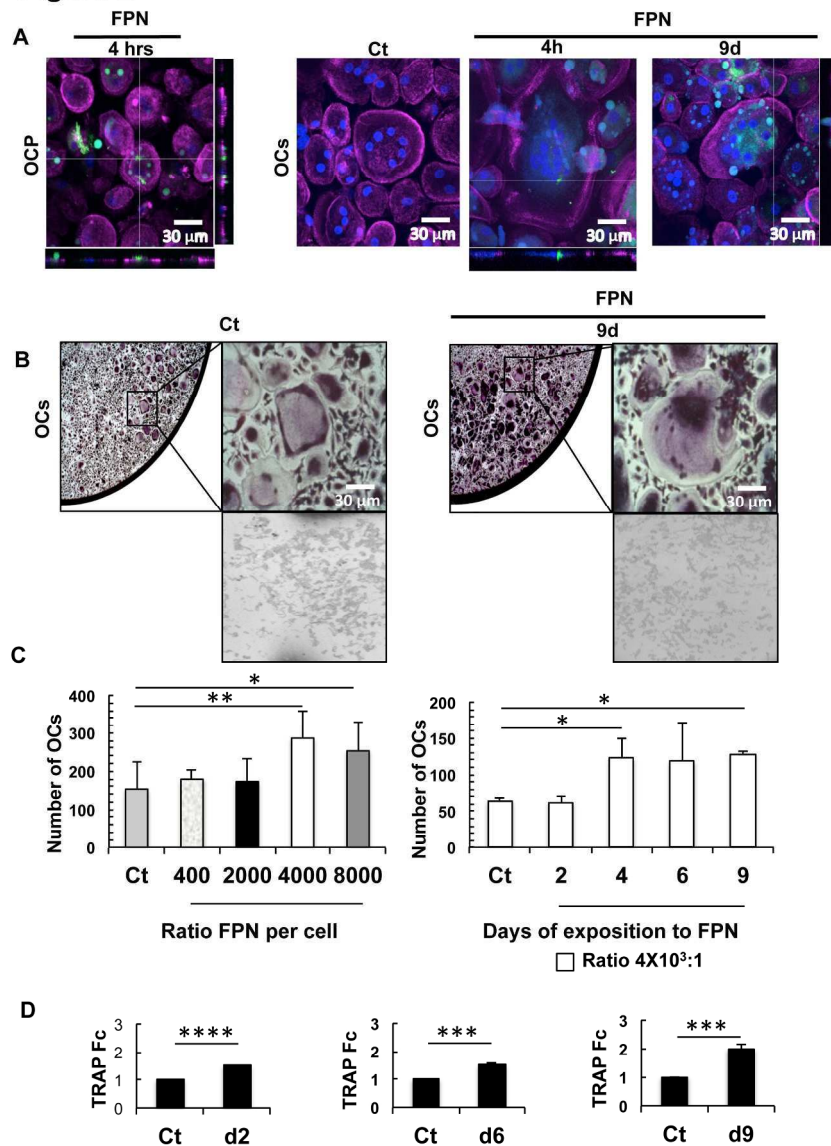 FPN
FPN
A
4 hrs
Ct
4h
9d
OCP
OCs
30 µm
30 µm
30 µm
30 µm
FPN
Ct
9d
B
OCs
OCs
30 µm
30 µm
C
*
**
400
300
200
100
0
Number of OCs
Ct 400 2000 4000 8000
Ratio FPN per cell
*
*
200
150
100
50
0
Number of OCs
Ct 2 4 6 9
Days of exposition to FPN
Ratio 4X10³:1
D
TRAP Fc
3
2
1
0
****
Ct d2
TRAP Fc
3
2
1
0
***
Ct d6
TRAP Fc
3
2
1
0
***
Ct d9